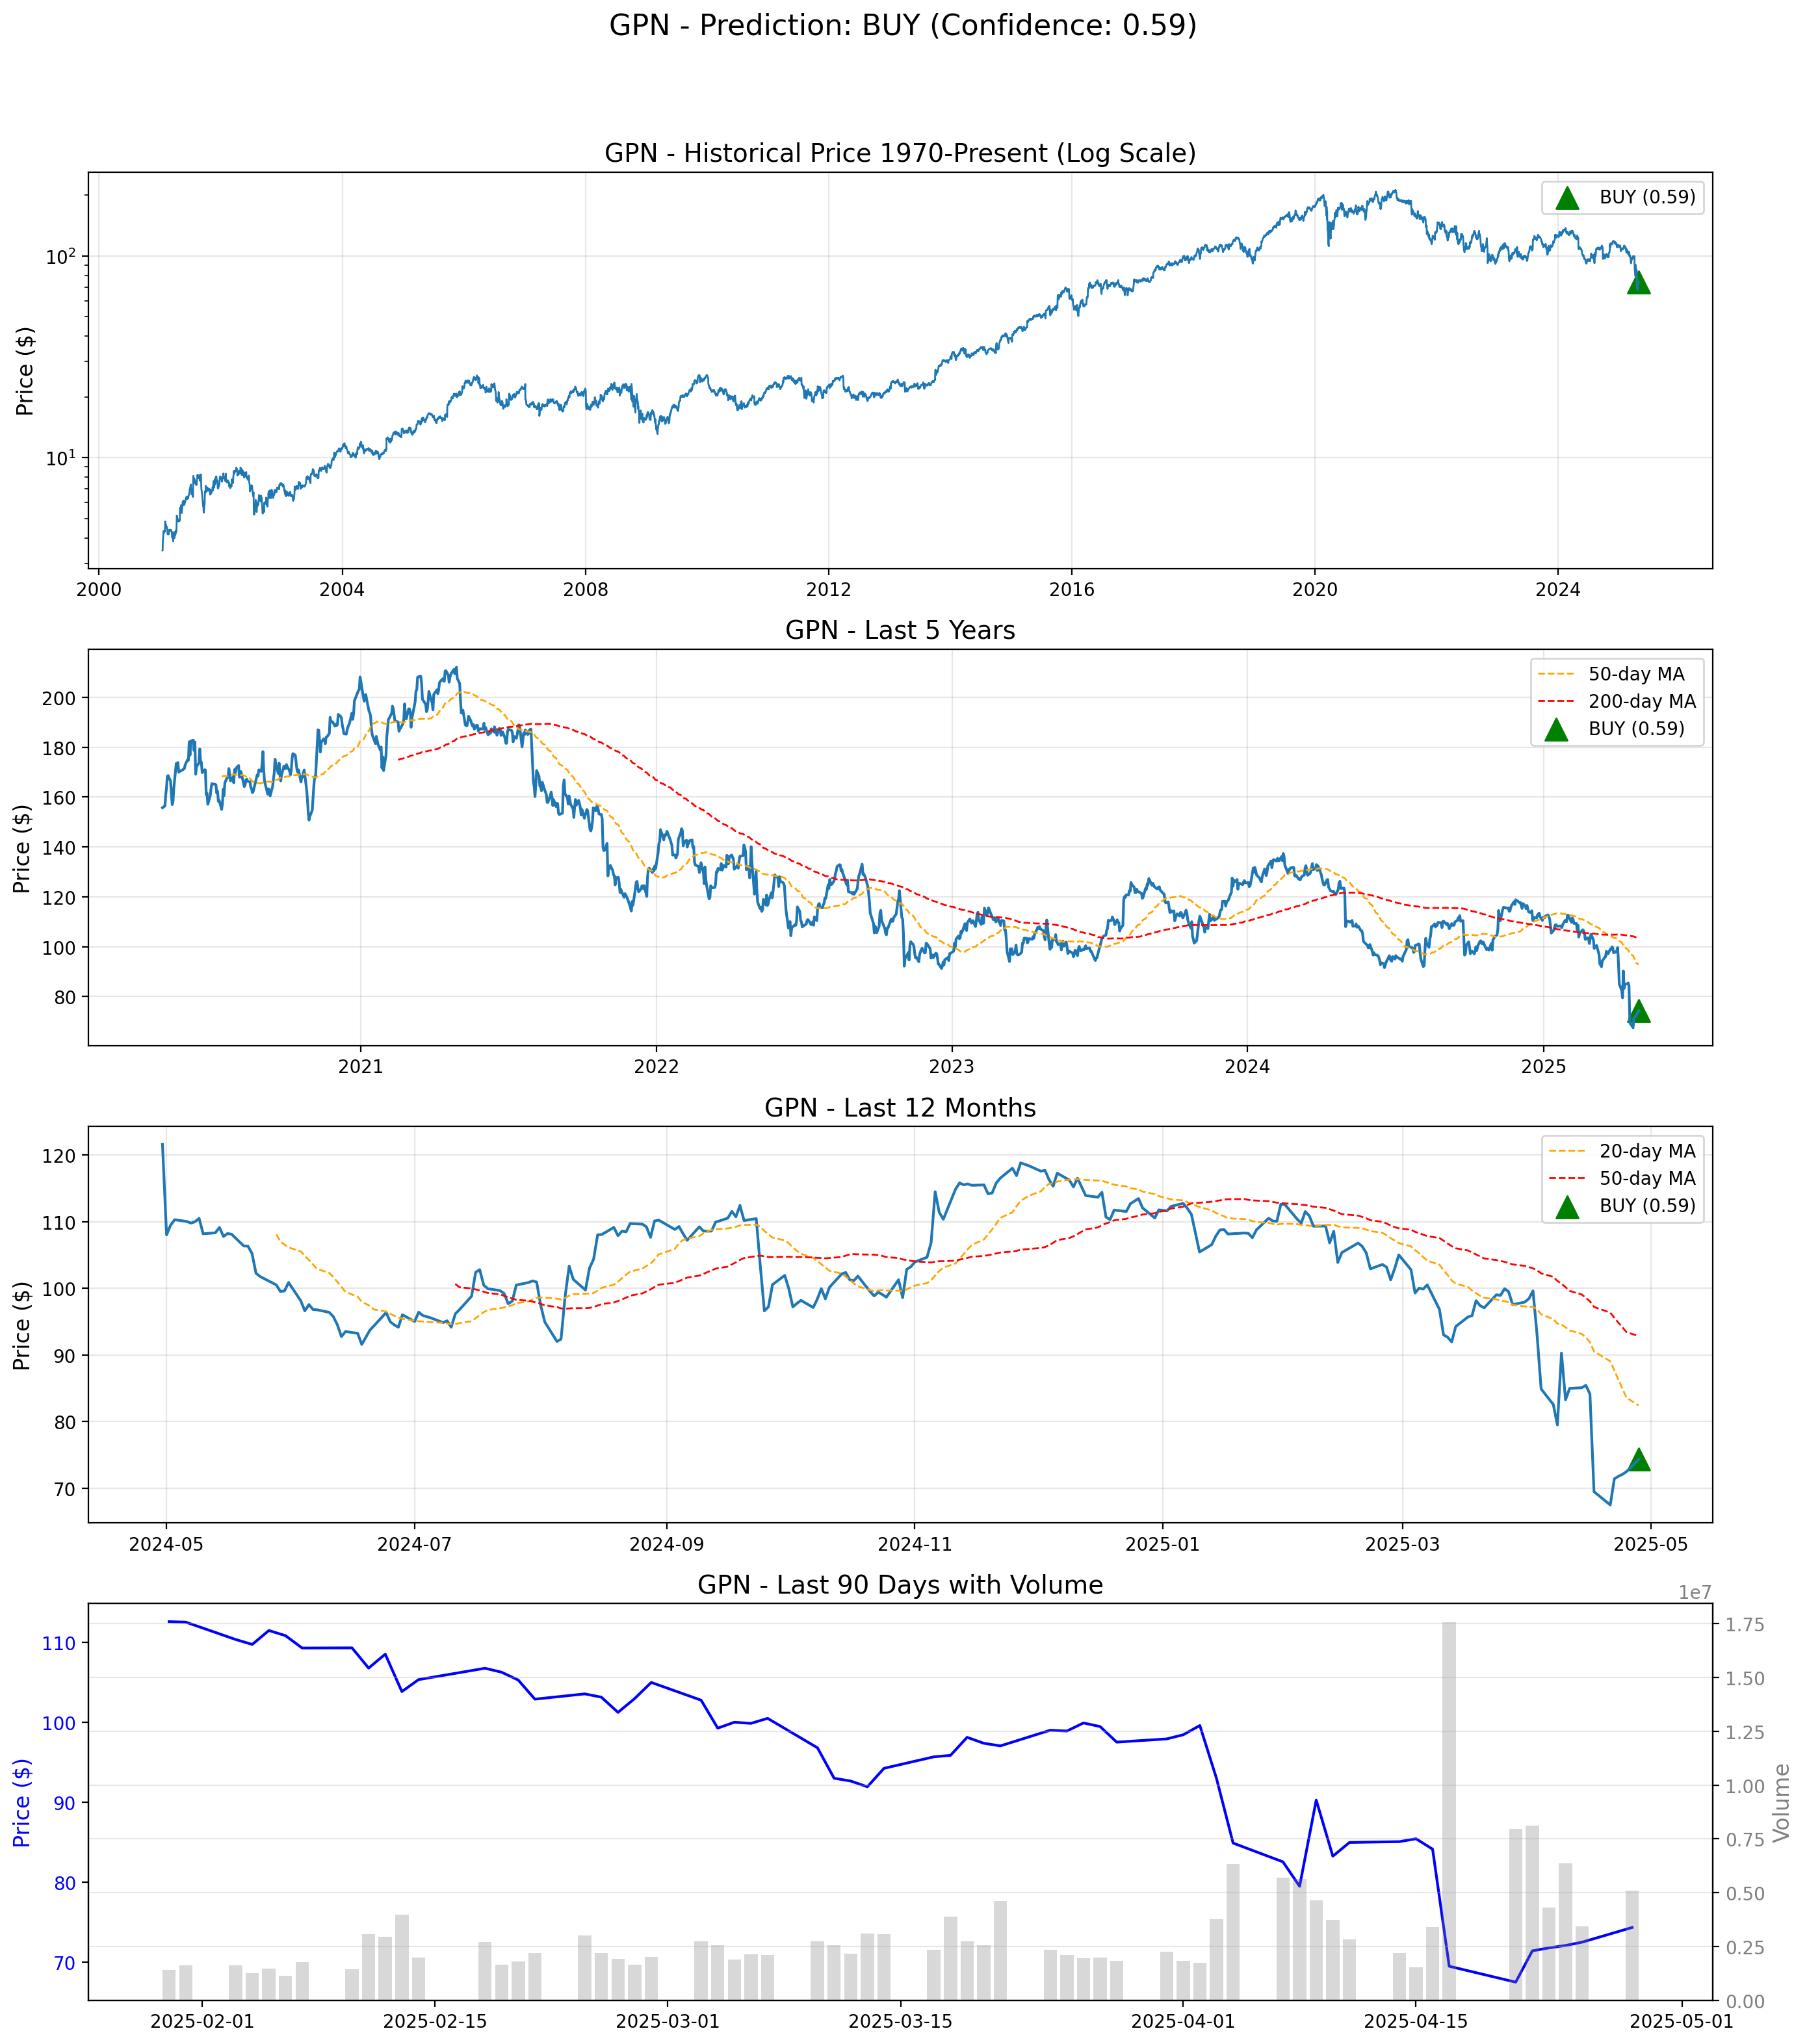 GPN - Prediction: BUY (Confidence: 0.59)
GPN - Historical Price 1970-Present (Log Scale)
BUY (0.59)
10²
10¹
Price ($)
2000 2004 2008 2012 2016 2020 2024
GPN - Last 5 Years
50-day MA
200-day MA
BUY (0.59)
200
180
160
140
120
100
80
Price ($)
2021 2022 2023 2024 2025
GPN - Last 12 Months
20-day MA
50-day MA
BUY (0.59)
120
110
100
90
80
70
Price ($)
2024-05 2024-07 2024-09 2024-11 2025-01 2025-03 2025-05
GPN - Last 90 Days with Volume
1e7
110
100
90
80
70
Price ($)
1.75
1.50
1.25
1.00
0.75
0.50
0.25
0.00
Volume
2025-02-01 2025-02-15 2025-03-01 2025-03-15 2025-04-01 2025-04-15 2025-05-01